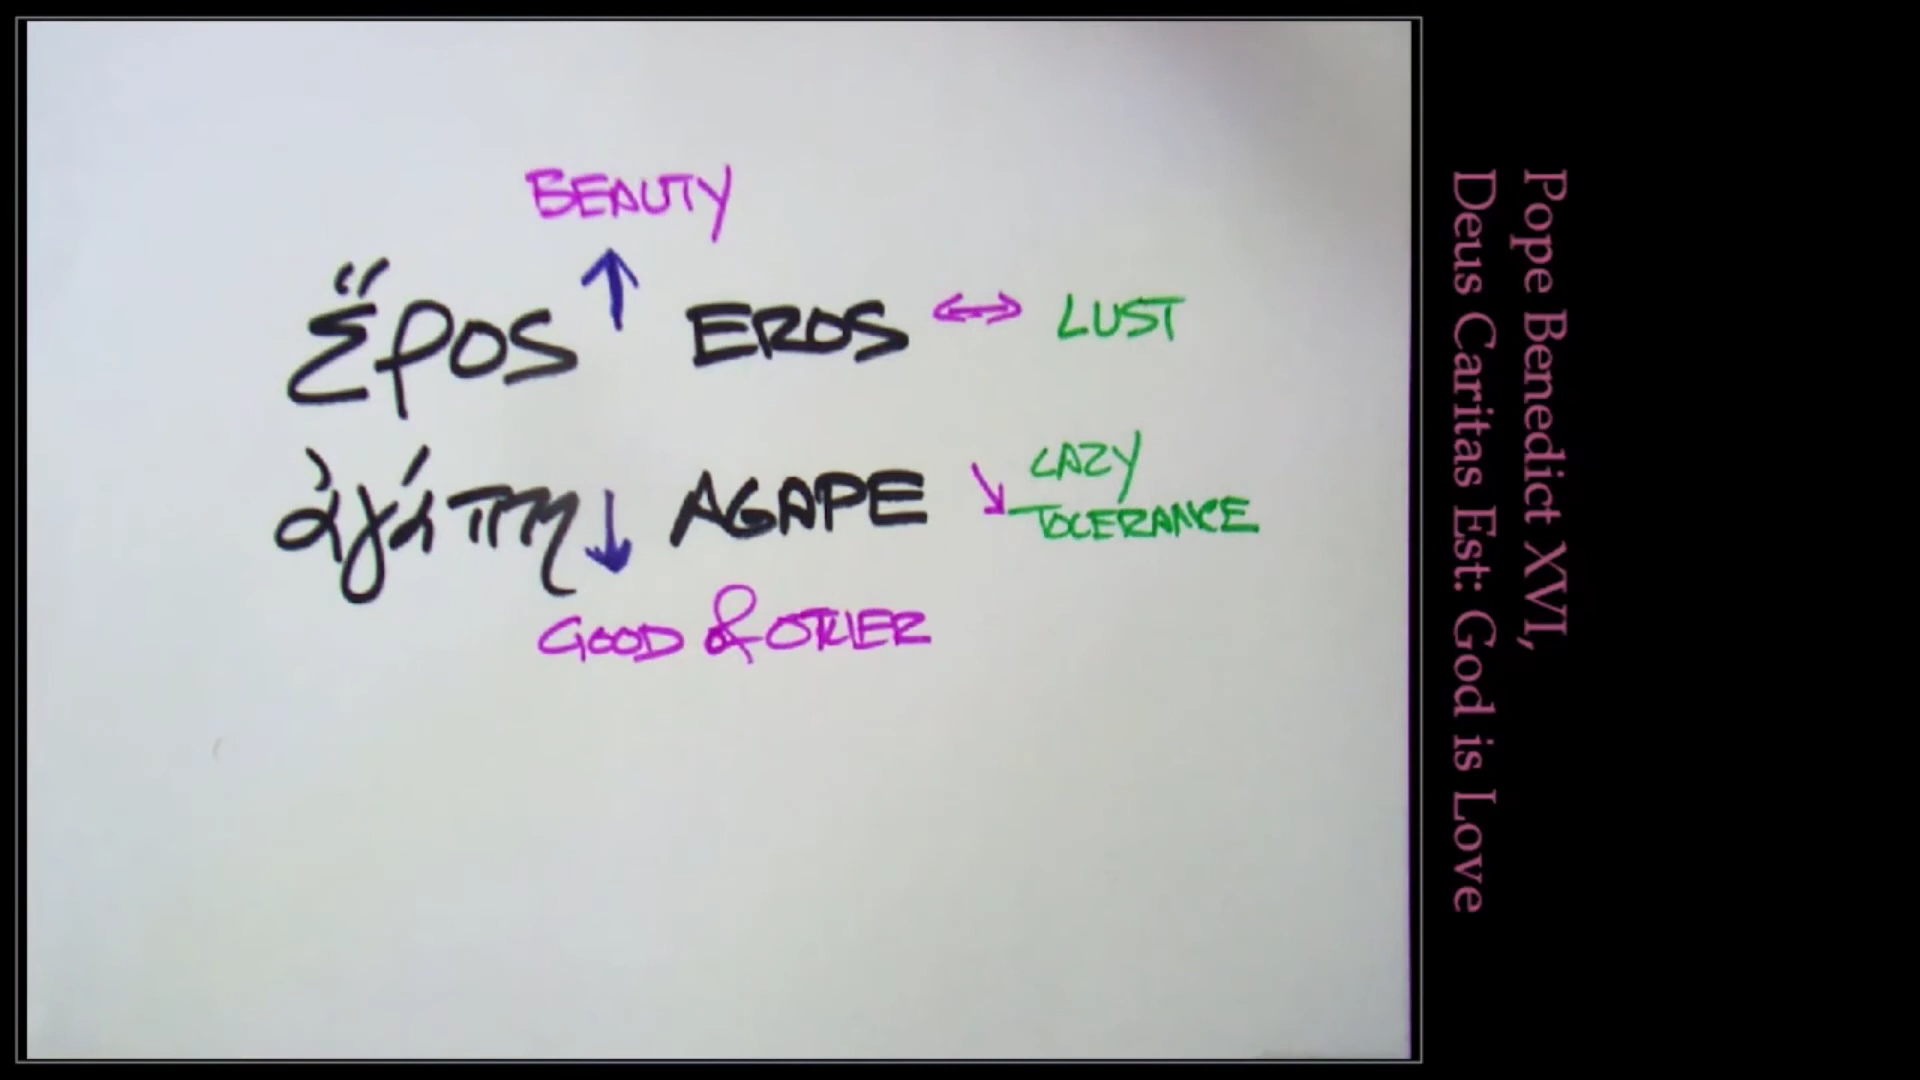 BEAUTY
ἔρος ↑ EROS ↔ LUST
LAZY
ἀγάπη ↓ AGAPE ↘ TOLERANCE
GOOD & OTHER
Pope Benedict XVI,
Deus Caritas Est: God is Love